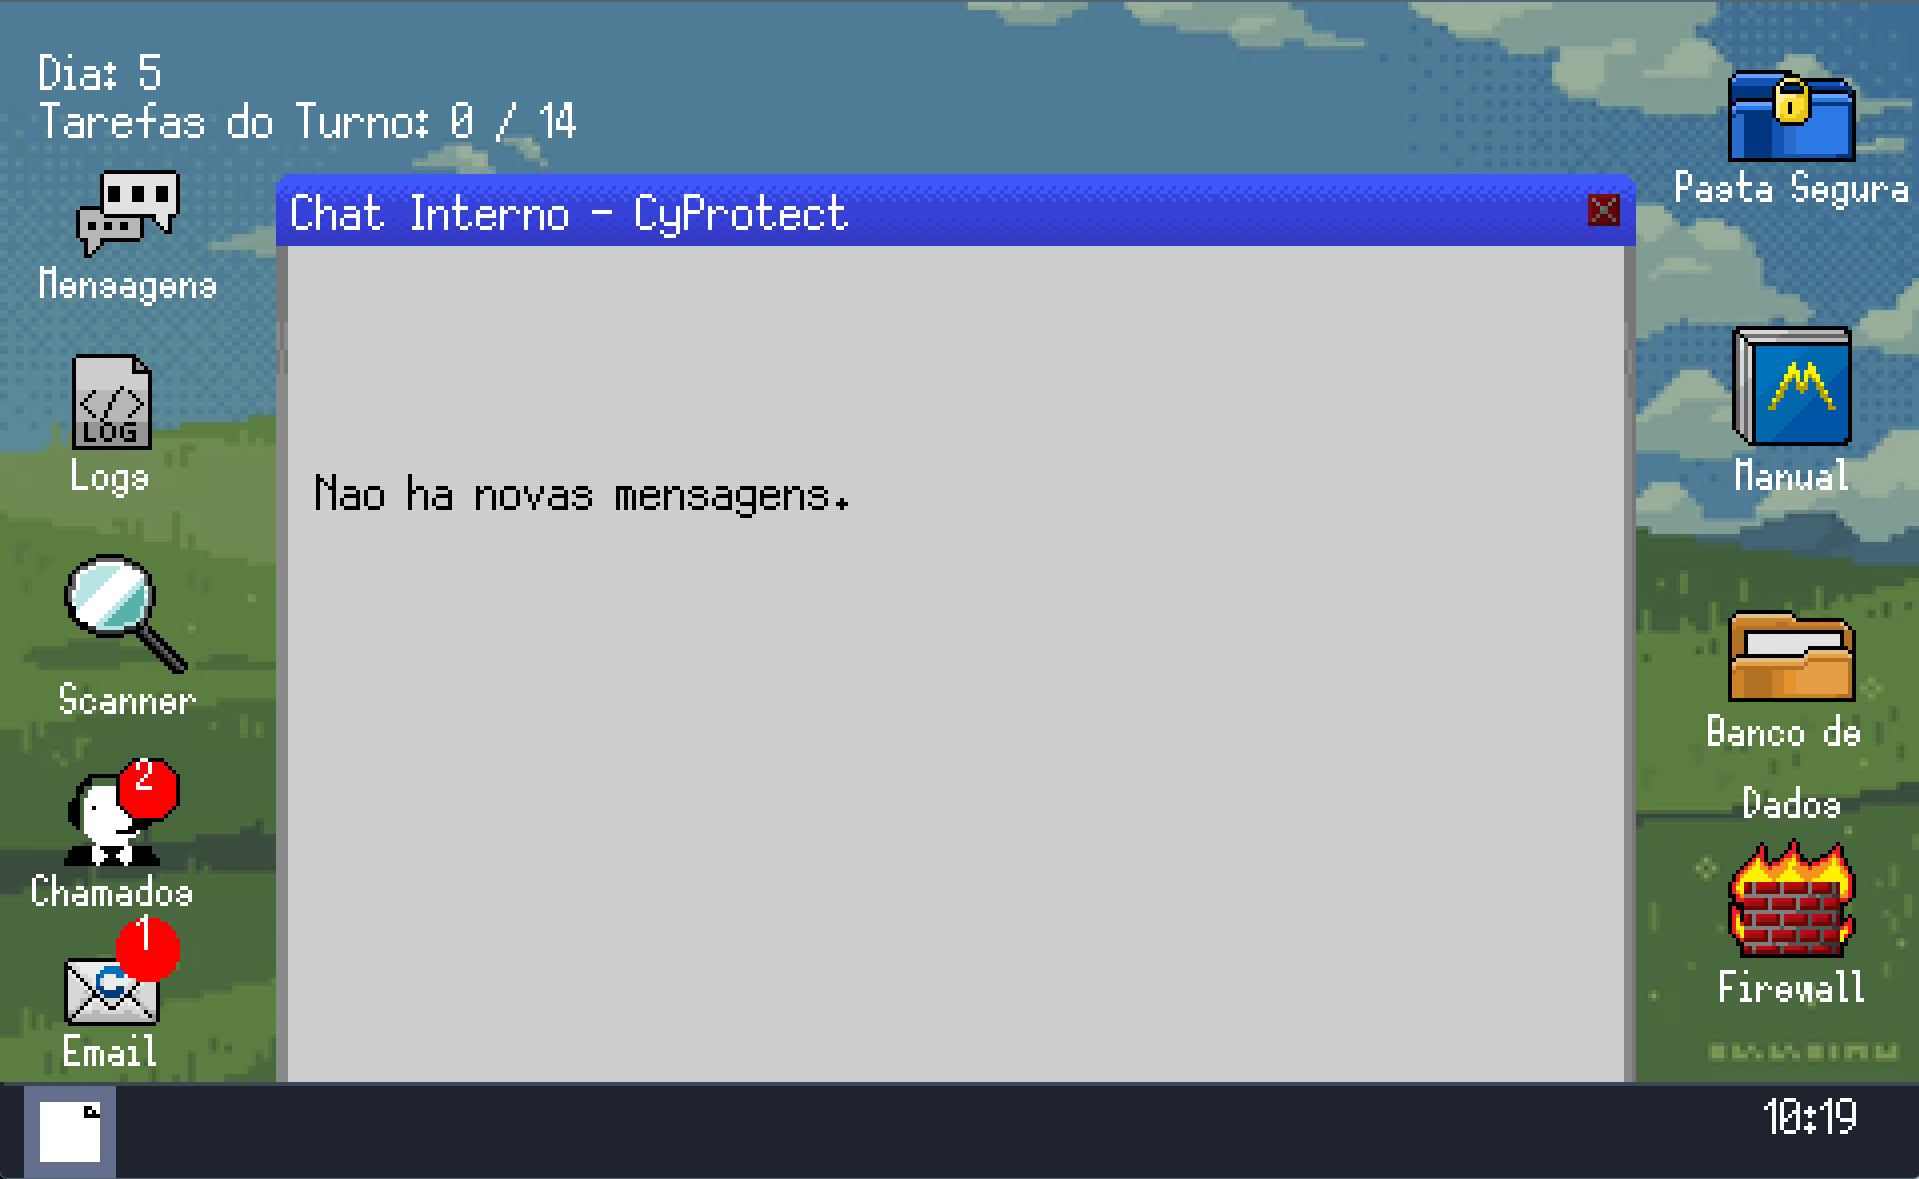 Dia: 5
Tarefas do Turno: 0 / 14
Mensagens
LOG
Logs
Scanner
2
Chamados
1
Email
Chat Interno - CyProtect
Nao ha novas mensagens.
Pasta Segura
Manual
Banco de
Dados
Firewall
10:19